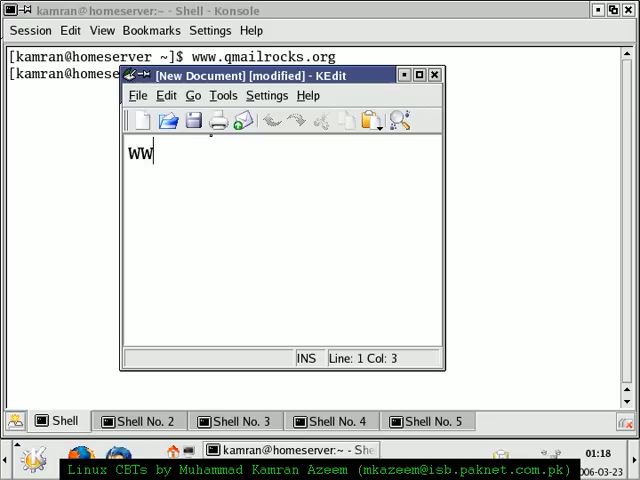 kamran@homeserver:~ - Shell - Konsole
Session Edit View Bookmarks Settings Help
[kamran@homeserver ~]$ www.qmailrocks.org
[kamran@homese
[New Document] [modified] - KEdit
File Edit Go Tools Settings Help
ww
INS Line: 1 Col: 3
Shell Shell No. 2 Shell No. 3 Shell No. 4 Shell No. 5
kamran@homeserver:~ - She
01:18
Linux CBTs by Muhammad Kamran Azeem (mkazeem@isb.paknet.com.pk)
2006-03-23